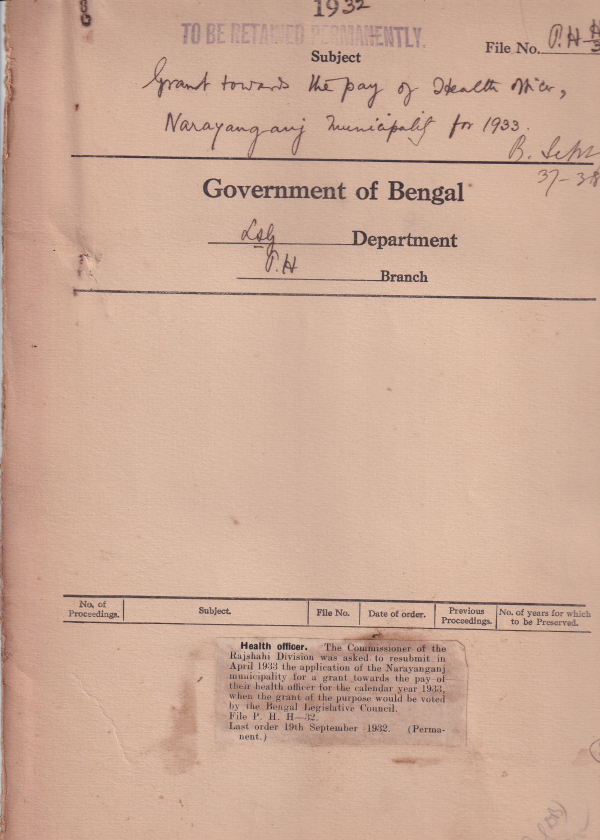 1932
TO BE RETAINED PERMANENTLY.
Subject
File No. P. H
Grant towards the pay of Health officer,
Narayanganj Municipality for 1933.
B. Sept
37-38
Government of Bengal
LSG Department
P.H Branch
No. of Proceedings. Subject. File No. Date of order. Previous Proceedings. No. of years for which to be Preserved.
Health officer. The Commissioner of the
Rajshahi Division was asked to resubmit in
April 1933 the application of the Narayanganj
municipality for a grant towards the pay of
their health officer for the calendar year 1933,
when the grant of the purpose would be voted
by the Bengal Legislative Council.
File P. H. H—32.
Last order 19th September 1932. (Perma-
nent.)